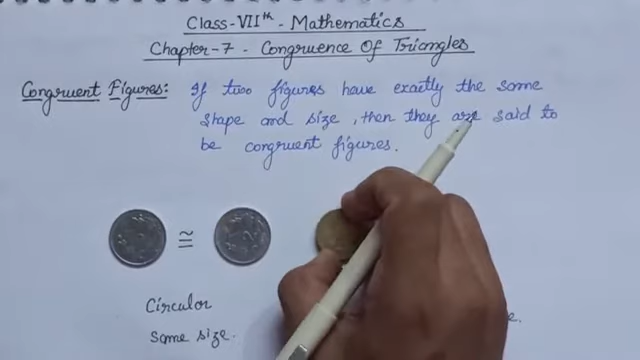 Class-VIIth - Mathematics
Chapter-7 - Congruence Of Triangles
Congruent Figures: If two figures have exactly the same
shape and size, then they are said to
be congruent figures.
≅
Circular
Same size.